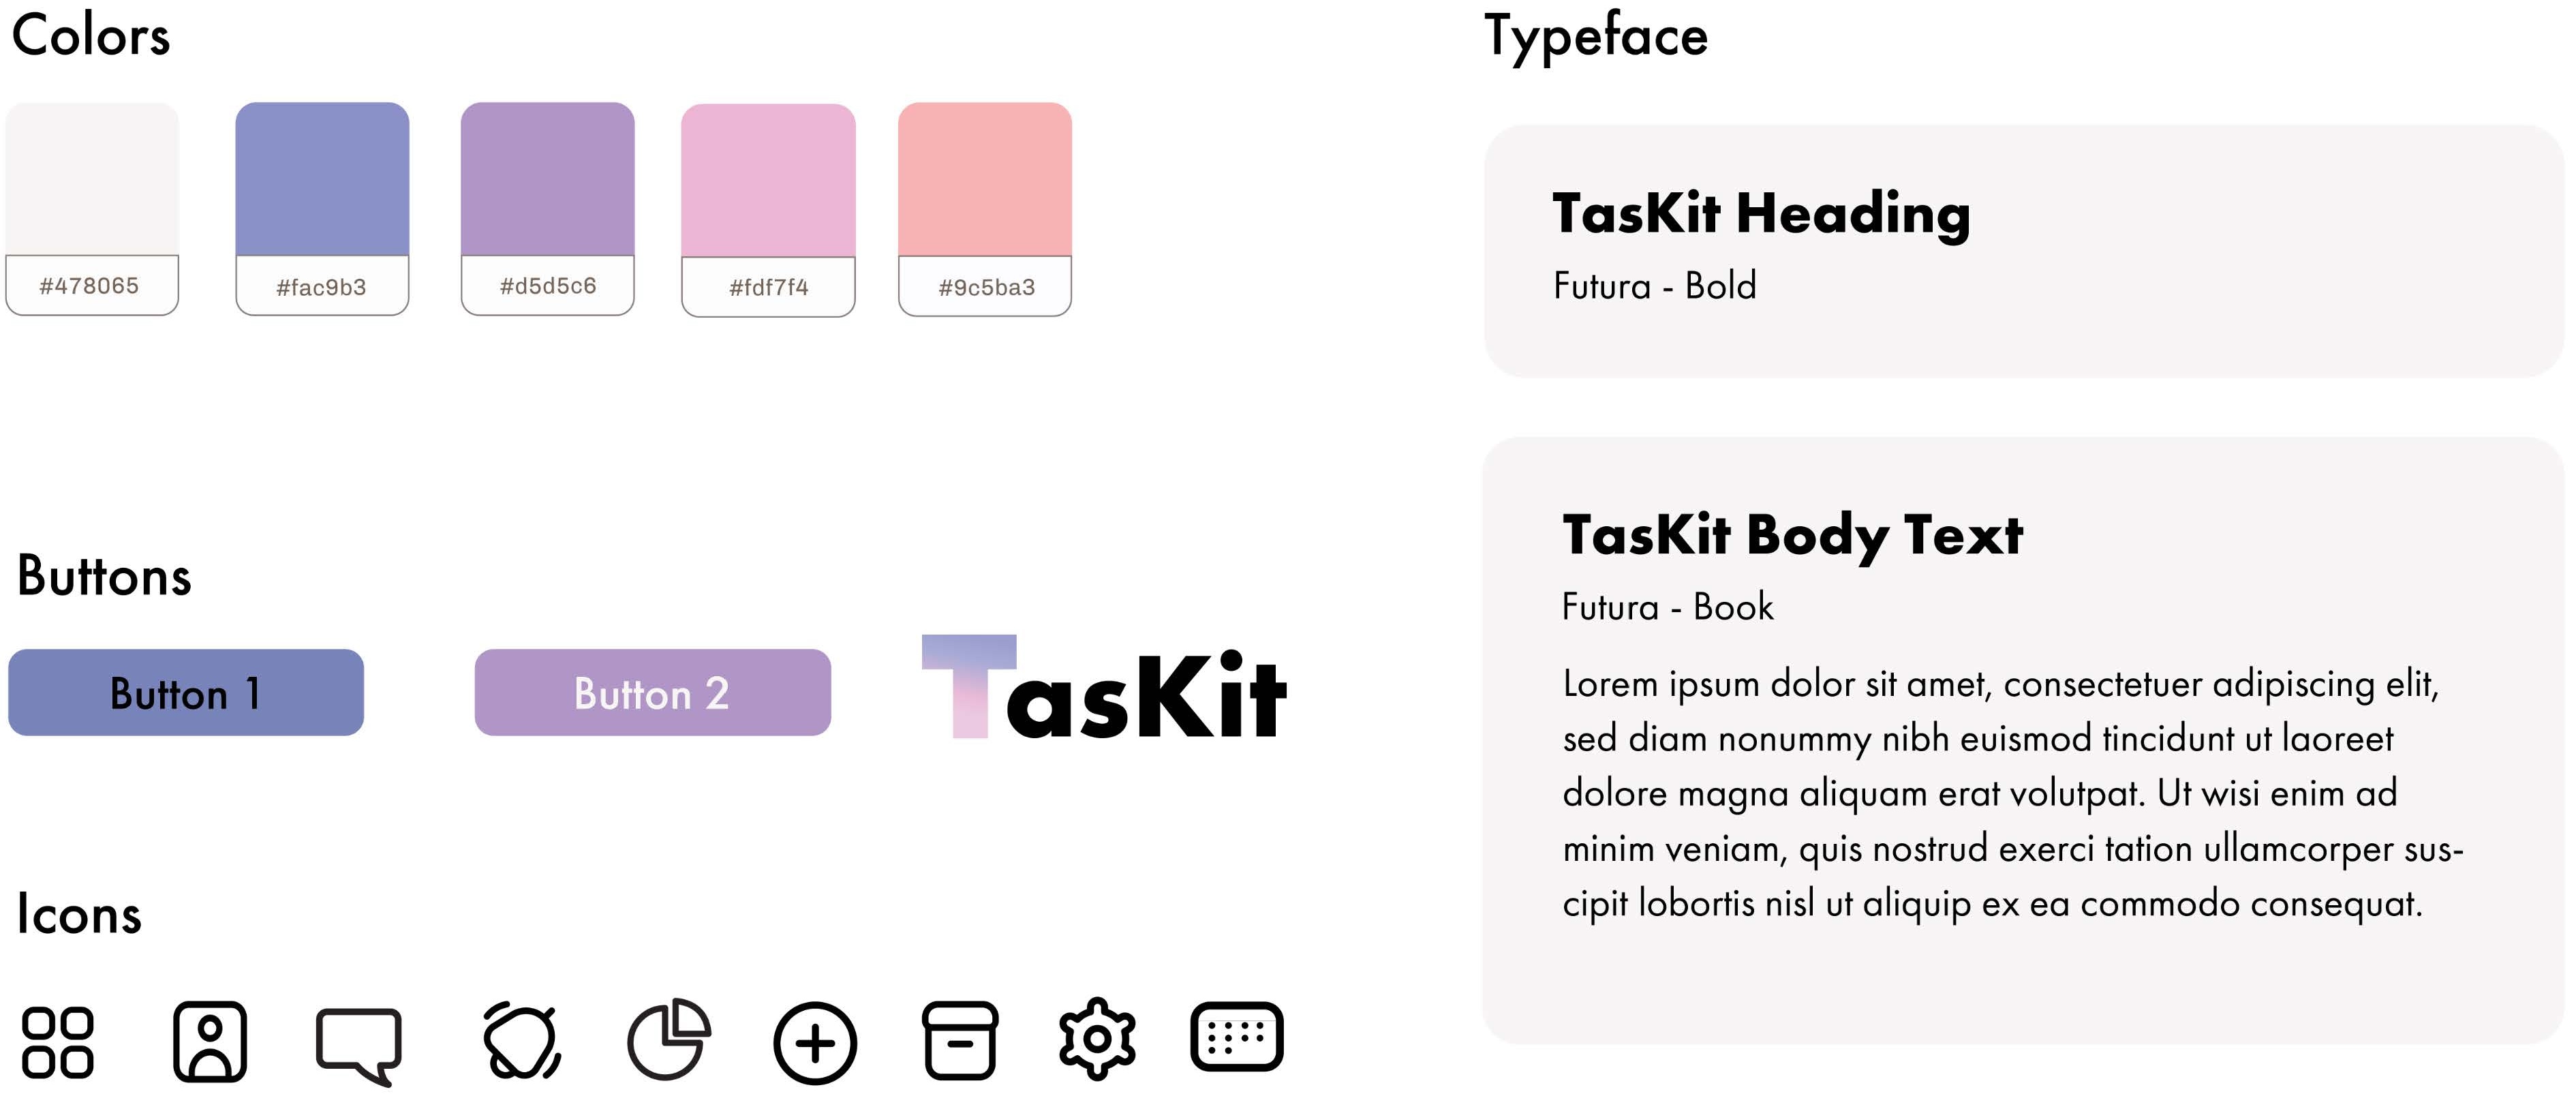 Colors
#478065
#fac9b3
#d5d5c6
#fdf7f4
#9c5ba3
Buttons
Button 1
Button 2
TasKit
Icons
Typeface
TasKit Heading
Futura - Bold
TasKit Body Text
Futura - Book
Lorem ipsum dolor sit amet, consectetuer adipiscing elit,
sed diam nonummy nibh euismod tincidunt ut laoreet
dolore magna aliquam erat volutpat. Ut wisi enim ad
minim veniam, quis nostrud exerci tation ullamcorper sus-
cipit lobortis nisl ut aliquip ex ea commodo consequat.